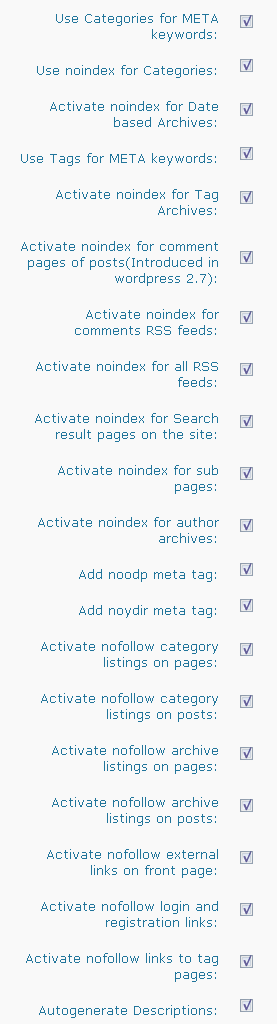 Use Categories for META
keywords:
Use noindex for Categories:
Activate noindex for Date
based Archives:
Use Tags for META keywords:
Activate noindex for Tag
Archives:
Activate noindex for comment
pages of posts(Introduced in
wordpress 2.7):
Activate noindex for
comments RSS feeds:
Activate noindex for all RSS
feeds:
Activate noindex for Search
result pages on the site:
Activate noindex for sub
pages:
Activate noindex for author
archives:
Add noodp meta tag:
Add noydir meta tag:
Activate nofollow category
listings on pages:
Activate nofollow category
listings on posts:
Activate nofollow archive
listings on pages:
Activate nofollow archive
listings on posts:
Activate nofollow external
links on front page:
Activate nofollow login and
registration links:
Activate nofollow links to tag
pages:
Autogenerate Descriptions: